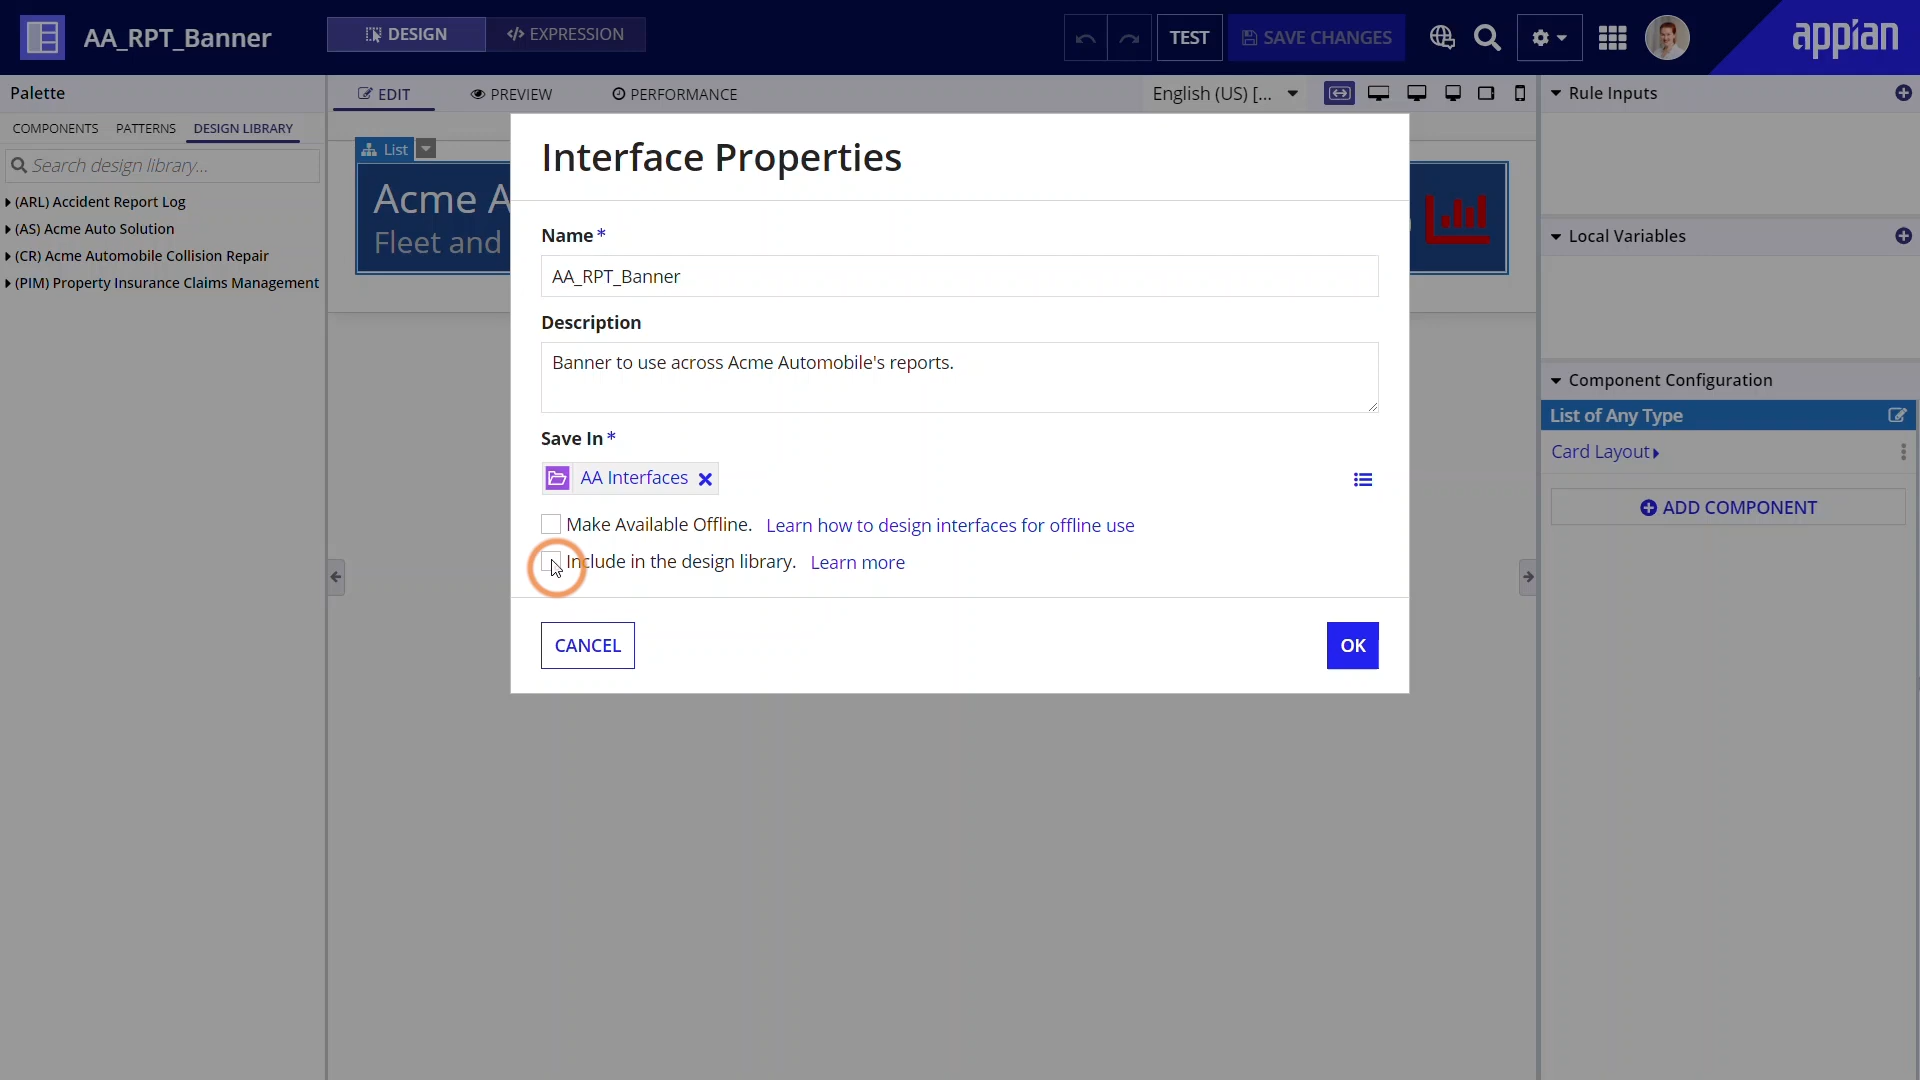 AA_RPT_Banner
DESIGN
EXPRESSION
TEST
SAVE CHANGES
appian
Palette
COMPONENTS
PATTERNS
DESIGN LIBRARY
Search design library...
(ARL) Accident Report Log
(AS) Acme Auto Solution
(CR) Acme Automobile Collision Repair
(PIM) Property Insurance Claims Management
EDIT
PREVIEW
PERFORMANCE
English (US) [...
List
Acme A
Fleet and
Interface Properties
Name*
AA_RPT_Banner
Description
Banner to use across Acme Automobile's reports.
Save In*
AA Interfaces
Make Available Offline. Learn how to design interfaces for offline use
Include in the design library. Learn more
CANCEL
OK
Rule Inputs
Local Variables
Component Configuration
List of Any Type
Card Layout
ADD COMPONENT